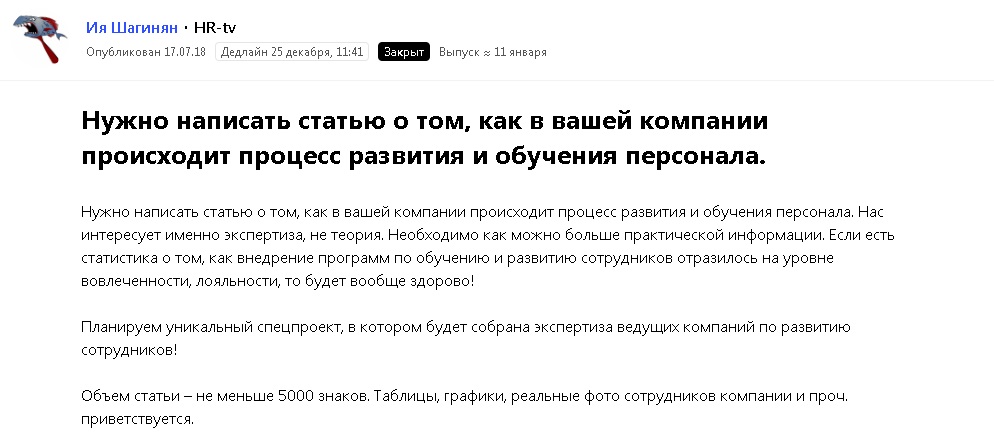 Ия Шагинян · HR-tv
Опубликован 17.07.18 Дедлайн 25 декабря, 11:41 Закрыт Выпуск ≈ 11 января
Нужно написать статью о том, как в вашей компании
происходит процесс развития и обучения персонала.
Нужно написать статью о том, как в вашей компании происходит процесс развития и обучения персонала. Нас
интересует именно экспертиза, не теория. Необходимо как можно больше практической информации. Если есть
статистика о том, как внедрение программ по обучению и развитию сотрудников отразилось на уровне
вовлеченности, лояльности, то будет вообще здорово!
Планируем уникальный спецпроект, в котором будет собрана экспертиза ведущих компаний по развитию
сотрудников!
Объем статьи – не меньше 5000 знаков. Таблицы, графики, реальные фото сотрудников компании и проч.
приветствуется.